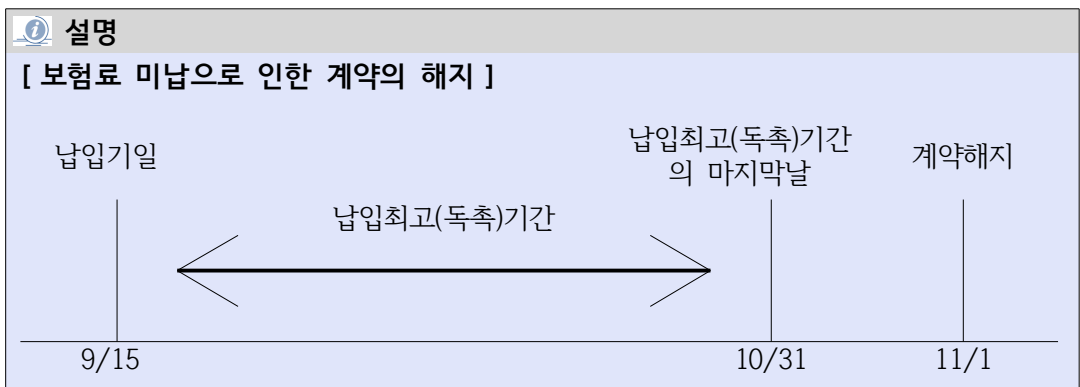 설명
[ 보험료 미납으로 인한 계약의 해지 ]
납입기일
납입최고(독촉)기간
의 마지막날
계약해지
납입최고(독촉)기간
9/15
10/31
11/1